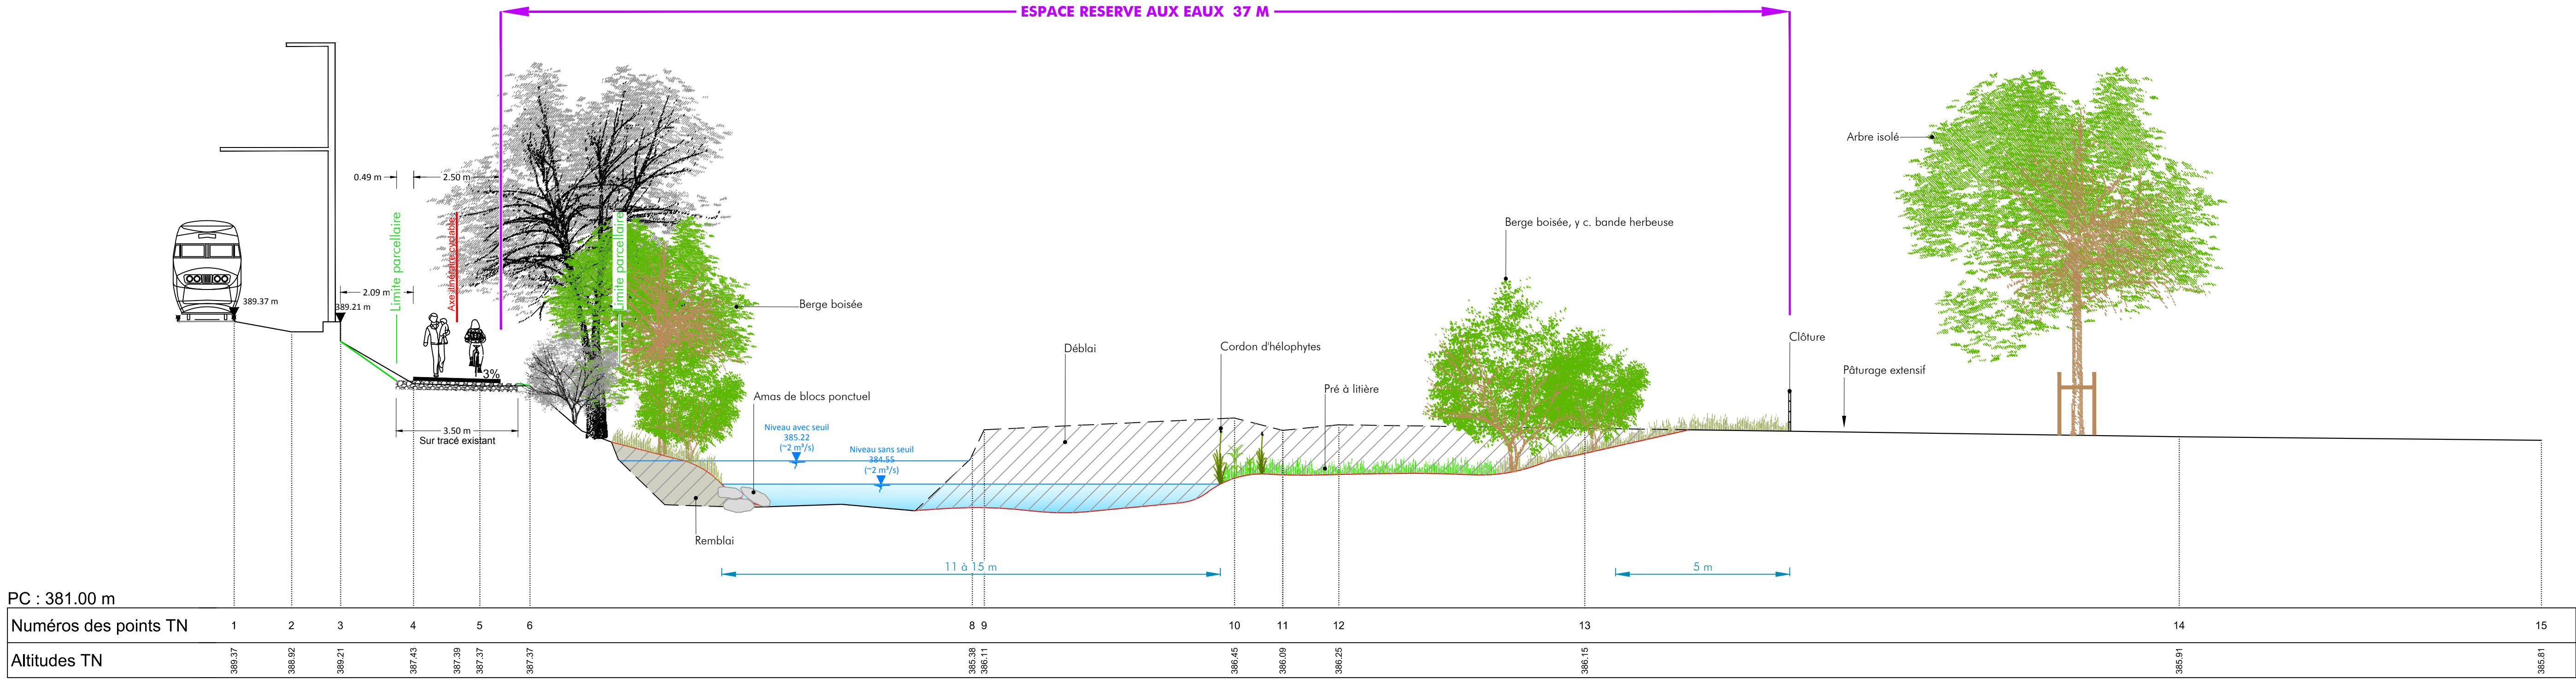 ESPACE RESERVE AUX EAUX 37 M
Arbre isolé
0.49 m
2.50 m
Limite parcellaire
Axe itinéraire cyclable
Limite parcellaire
Berge boisée, y c. bande herbeuse
389.37 m
2.09 m
389.21 m
Berge boisée
Déblai
Cordon d'hélophytes
Clôture
3%
Pâturage extensif
Amas de blocs ponctuel
Pré à litière
3.50 m
Sur tracé existant
Niveau avec seuil
385.22
(~2 m³/s)
Niveau sans seuil
384.55
(~2 m³/s)
Remblai
11 à 15 m
5 m
PC : 381.00 m
Numéros des points TN 1 2 3 4 5 6 8 9 10 11 12 13 14 15
Altitudes TN 389.37 388.92 389.21 387.43 387.39 387.37 387.37 385.38 386.11 386.45 386.09 386.25 386.15 385.91 385.81